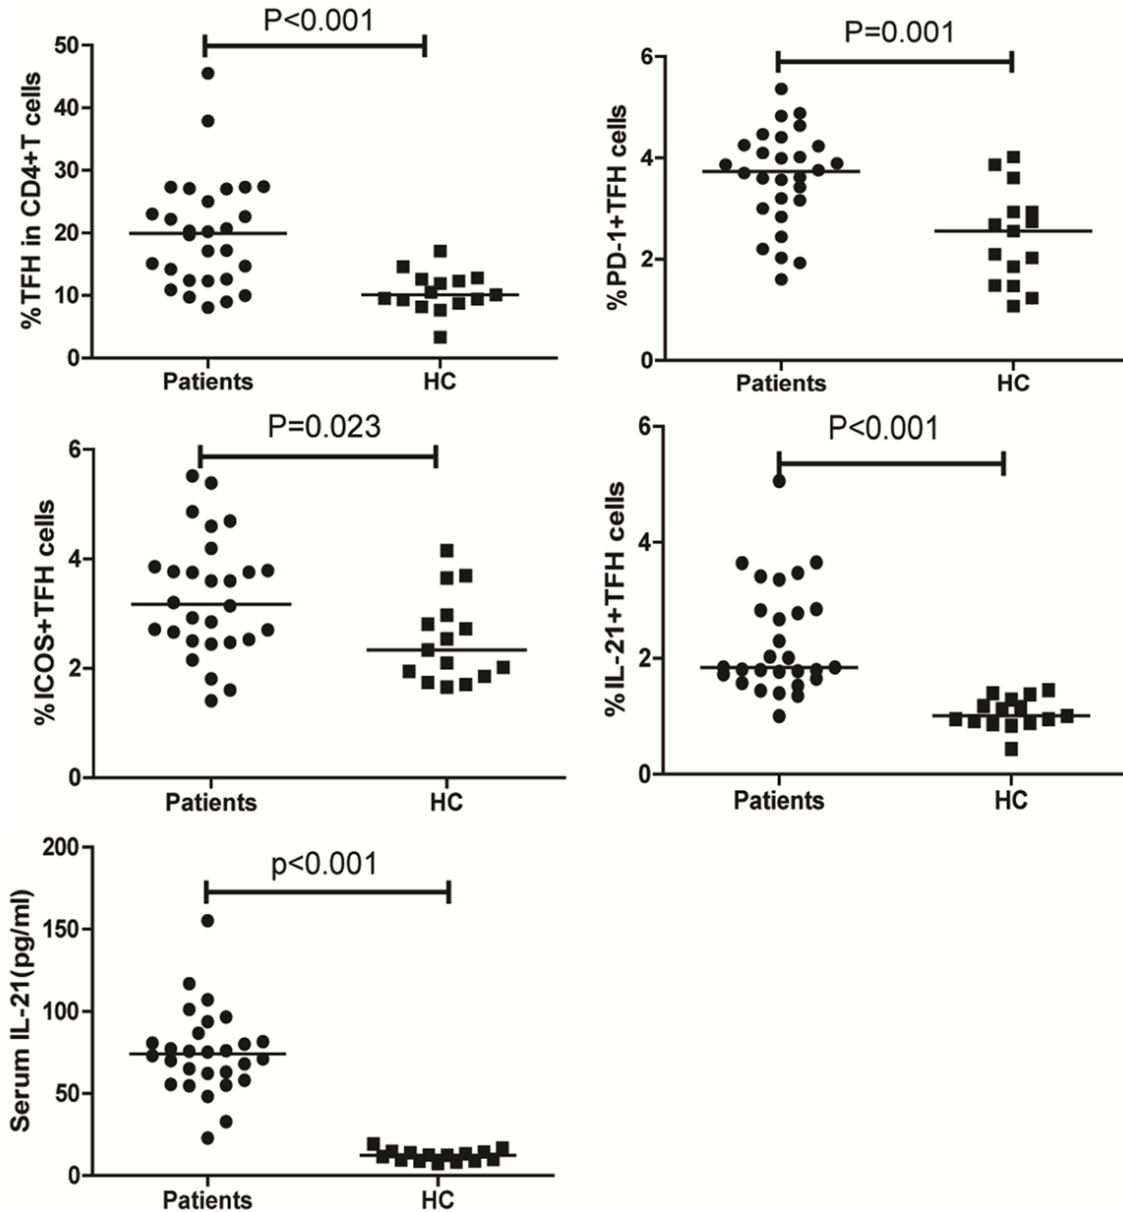 P<0.001
%TFH in CD4+T cells
50
40
30
20
10
0
Patients
HC
P=0.001
%PD-1+TFH cells
6
4
2
0
Patients
HC
P=0.023
%ICOS+TFH cells
6
4
2
0
Patients
HC
P<0.001
%IL-21+TFH cells
6
4
2
0
Patients
HC
p<0.001
Serum IL-21(pg/ml)
200
150
100
50
0
Patients
HC